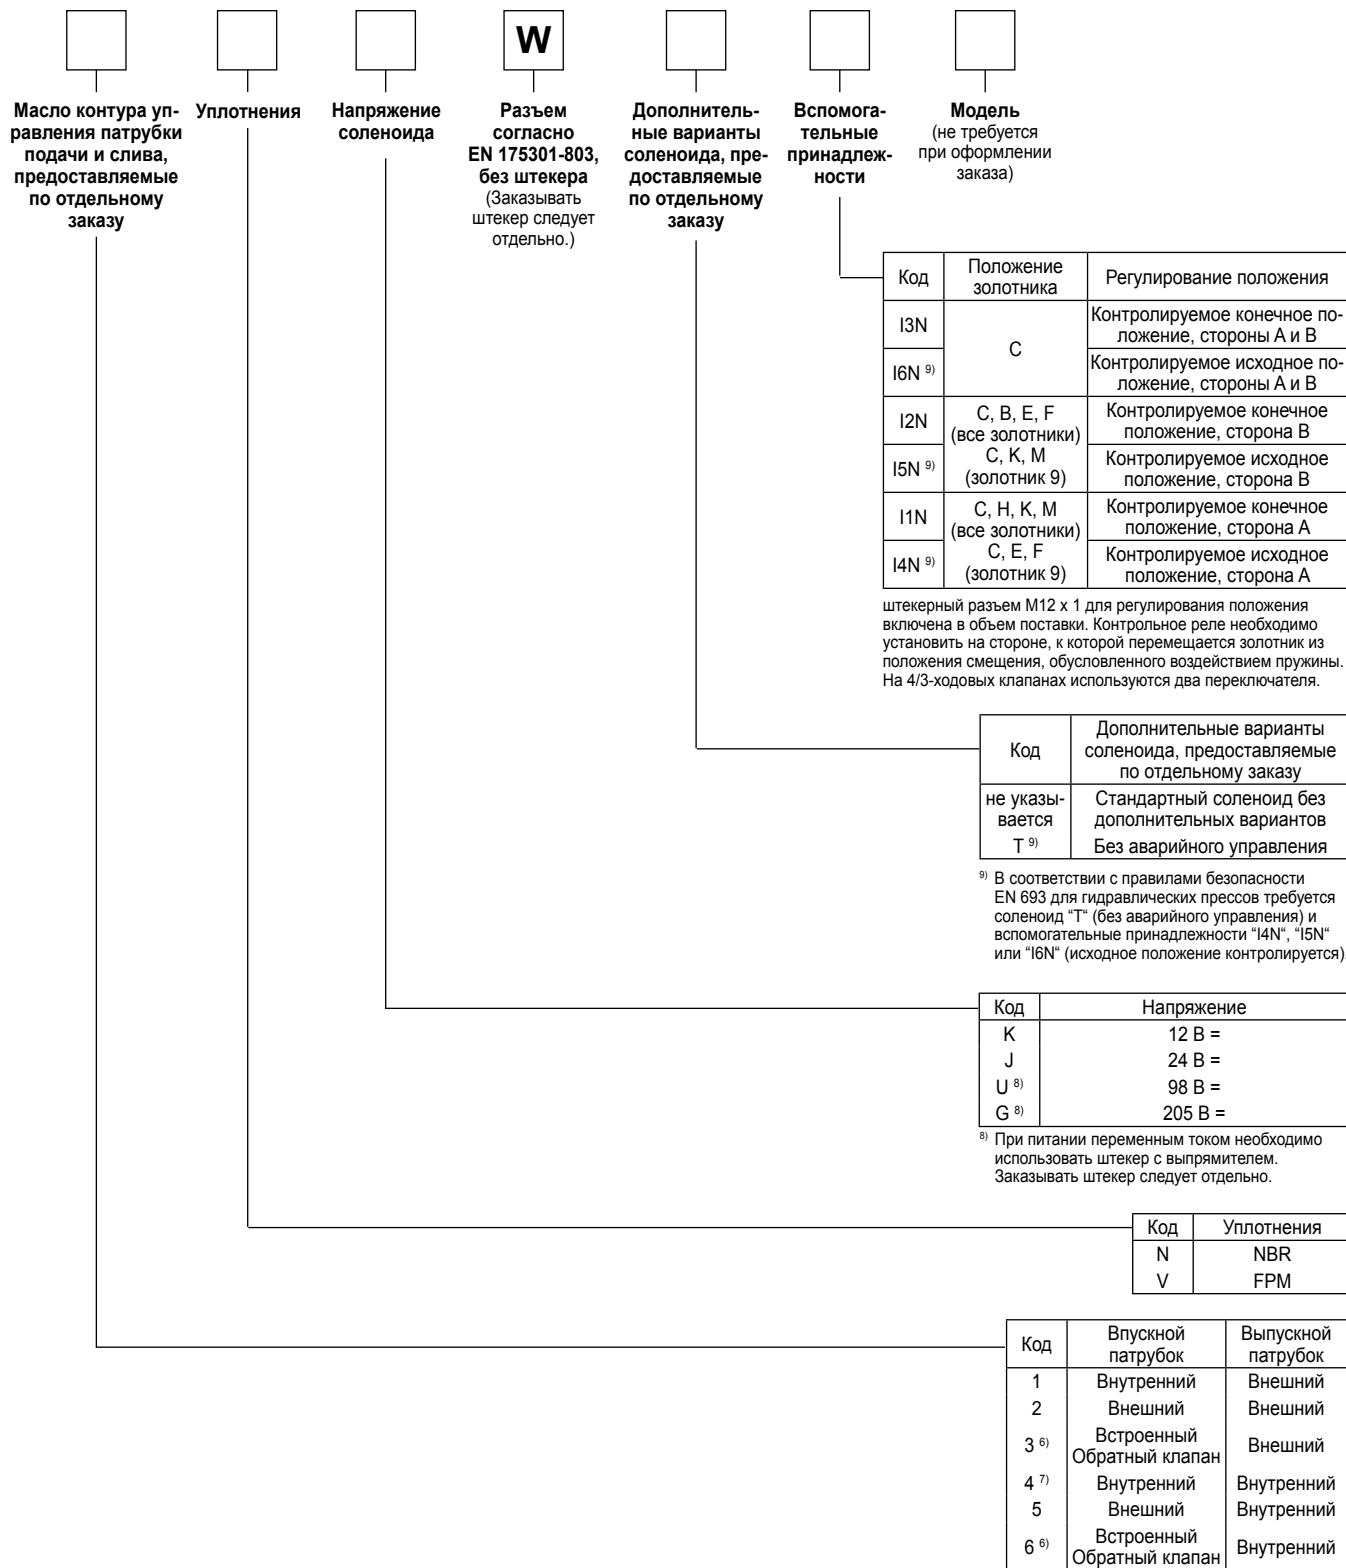 W
Масло контура уп-
равления патрубки
подачи и слива,
предоставляемые
по отдельному
заказу
Уплотнения
Напряжение
соленоида
Разъем
согласно
EN 175301-803,
без штекера
(Заказывать
штекер следует
отдельно.)
Дополнитель-
ные варианты
соленоида, пре-
доставляемые
по отдельному
заказу
Вспомога-
тельные
принадлеж-
ности
Модель
(не требуется
при оформлении
заказа)
Код
Положение
золотника
Регулирование положения
I3N
C
Контролируемое конечное по-
ложение, стороны A и B
I6N 9)
Контролируемое исходное по-
ложение, стороны A и B
I2N
C, B, E, F
(все золотники)
C, K, M
(золотник 9)
Контролируемое конечное
положение, сторона B
I5N 9)
Контролируемое исходное
положение, сторона B
I1N
C, H, K, M
(все золотники)
C, E, F
(золотник 9)
Контролируемое конечное
положение, сторона A
I4N 9)
Контролируемое исходное
положение, сторона A
штекерный разъем M12 x 1 для регулирования положения
включена в объем поставки. Контрольное реле необходимо
установить на стороне, к которой перемещается золотник из
положения смещения, обусловленного воздействием пружины.
На 4/3-ходовых клапанах используются два переключателя.
Код
Дополнительные варианты
соленоида, предоставляемые
по отдельному заказу
не указы-
вается
Стандартный соленоид без
дополнительных вариантов
T 9)
Без аварийного управления
9) В соответствии с правилами безопасности
EN 693 для гидравлических прессов требуется
соленоид “T“ (без аварийного управления) и
вспомогательные принадлежности “I4N“, “I5N“
или “I6N“ (исходное положение контролируется).
Код
Напряжение
K
12 В =
J
24 В =
U 8)
98 В =
G 8)
205 В =
8) При питании переменным током необходимо
использовать штекер с выпрямителем.
Заказывать штекер следует отдельно.
Код
Уплотнения
N
NBR
V
FPM
Код
Впускной
патрубок
Выпускной
патрубок
1
Внутренний
Внешний
2
Внешний
Внешний
3 6)
Встроенный
Обратный клапан
Внешний
4 7)
Внутренний
Внутренний
5
Внешний
Внутренний
6 6)
Встроенный
Обратный клапан
Внутренний